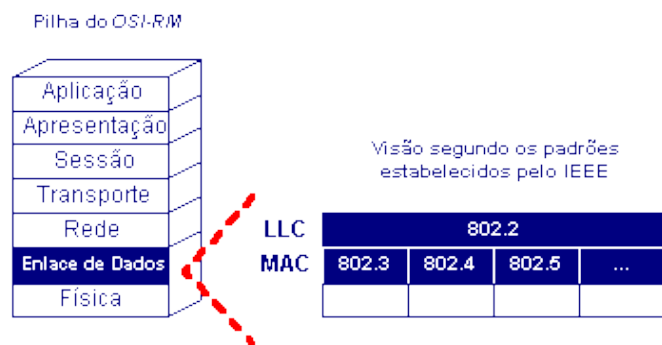 Pilha do OSI-RM
Aplicação
Apresentação
Sessão
Transporte
Rede
Enlace de Dados
Física
Visão segundo os padrões
estabelecidos pelo IEEE
LLC 802.2
MAC 802.3 802.4 802.5 ...